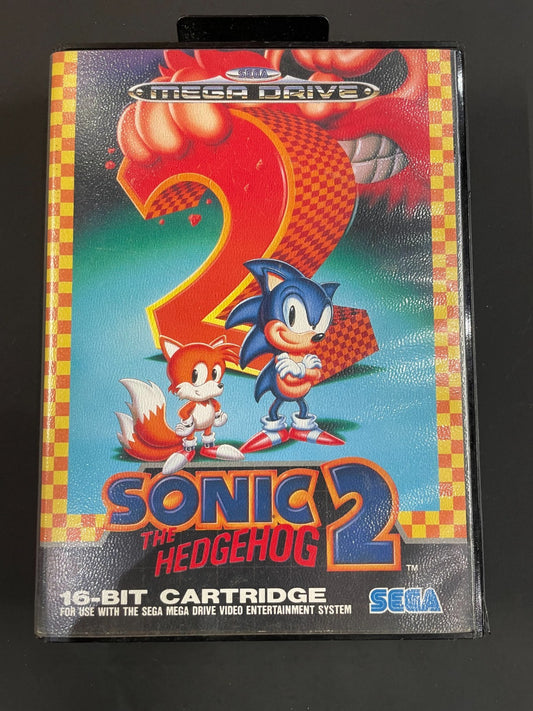 SEGA
MEGA DRIVE
2
SONIC
THE
HEDGEHOG 2
TM
16-BIT CARTRIDGE
FOR USE WITH THE SEGA MEGA DRIVE VIDEO ENTERTAINMENT SYSTEM
SEGA